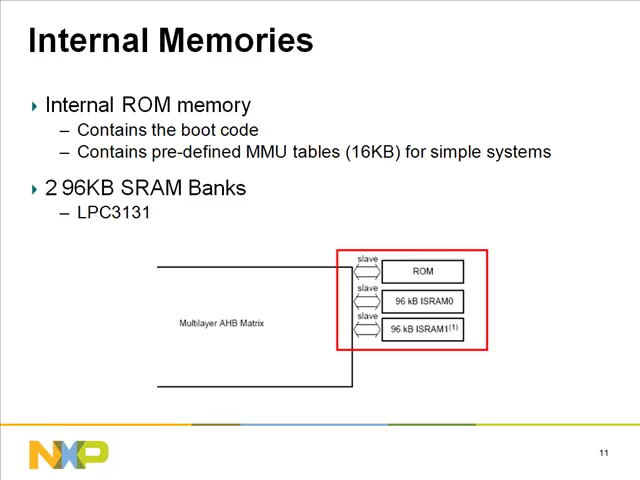 Internal Memories
Internal ROM memory
– Contains the boot code
– Contains pre-defined MMU tables (16KB) for simple systems
2 96KB SRAM Banks
– LPC3131
slave
ROM
slave
96 kB ISRAM0
Multilayer AHB Matrix
slave
96 kB ISRAM1(1)
NXP
11